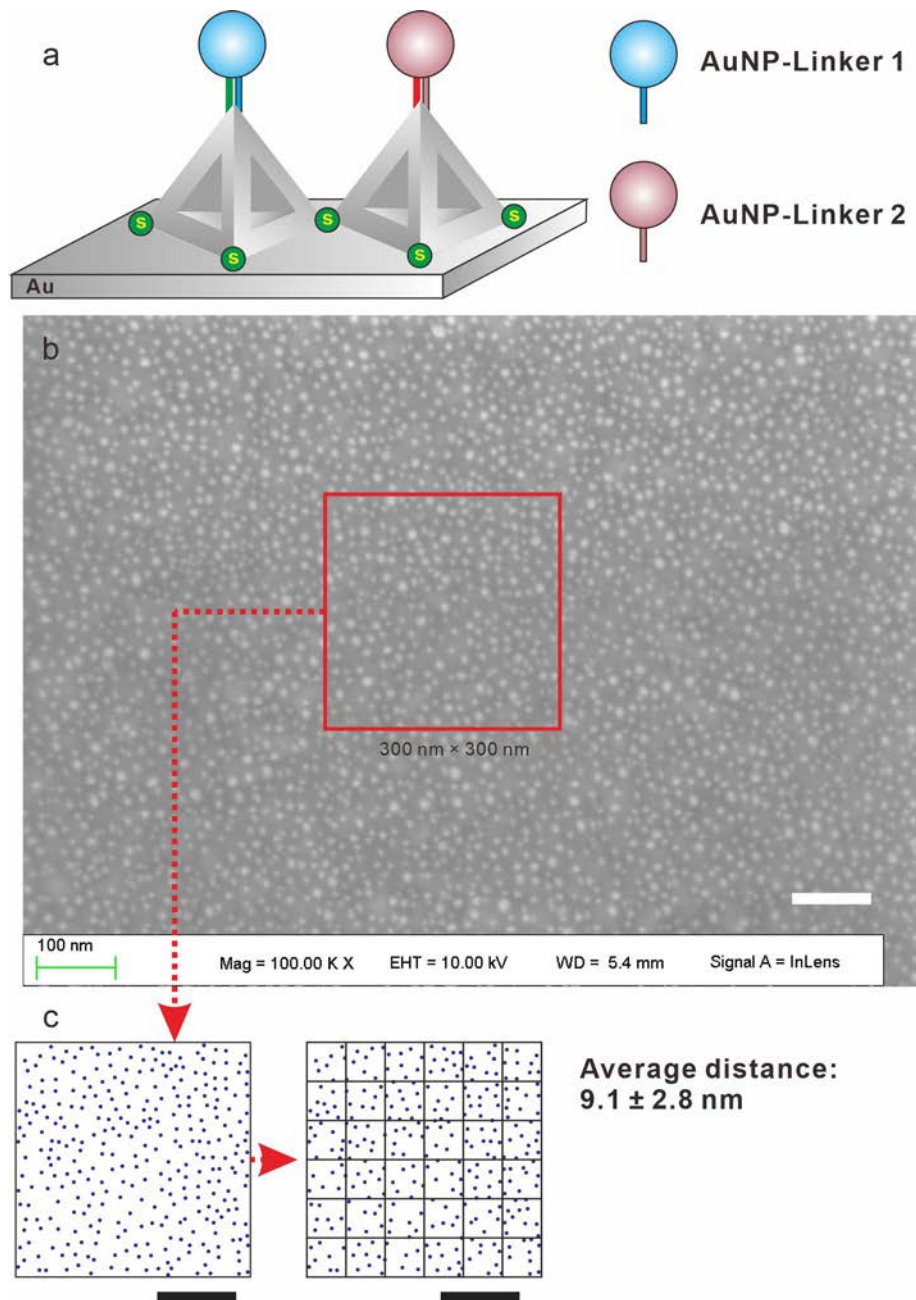 a
AuNP-Linker 1
AuNP-Linker 2
S
S
S
S
S
Au
b
300 nm × 300 nm
100 nm
Mag = 100.00 K X
EHT = 10.00 kV
WD = 5.4 mm
Signal A = InLens
c
Average distance:
9.1 ± 2.8 nm